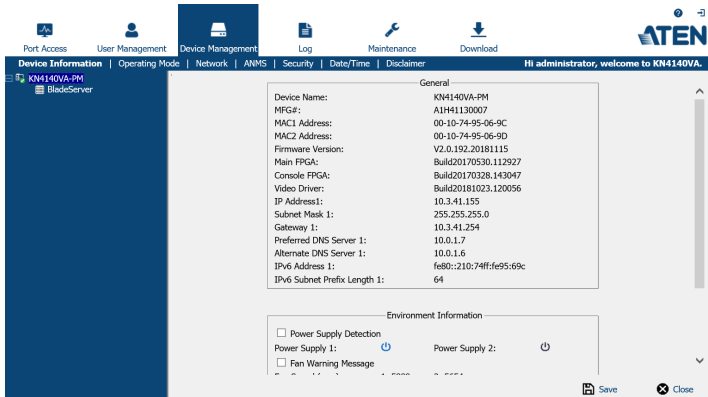 ATEN
Port Access
User Management
Device Management
Log
Maintenance
Download
Device Information | Operating Mode | Network | ANMS | Security | Date/Time | Disclaimer
Hi administrator, welcome to KN4140VA.
KN4140VA-PM
BladeServer
General
Device Name: KN4140VA-PM
MFG#: A1H41130007
MAC1 Address: 00-10-74-95-06-9C
MAC2 Address: 00-10-74-95-06-9D
Firmware Version: V2.0.192.20181115
Main FPGA: Build20170530.112927
Console FPGA: Build20170328.143047
Video Driver: Build20181023.120056
IP Address1: 10.3.41.155
Subnet Mask 1: 255.255.255.0
Gateway 1: 10.3.41.254
Preferred DNS Server 1: 10.0.1.7
Alternate DNS Server 1: 10.0.1.6
IPv6 Address 1: fe80::210:74ff:fe95:69c
IPv6 Subnet Prefix Length 1: 64
Environment Information
Power Supply Detection
Power Supply 1: Power Supply 2:
Fan Warning Message
Save
Close